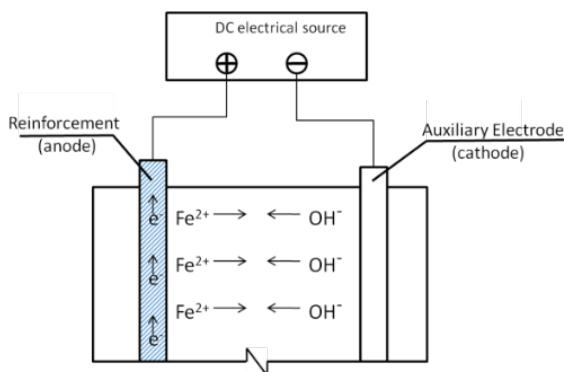 DC electrical source
+ −
Reinforcement
(anode)
Auxiliary Electrode
(cathode)
e- Fe²⁺ → ← OH⁻
e- Fe²⁺ → ← OH⁻
e- Fe²⁺ → ← OH⁻